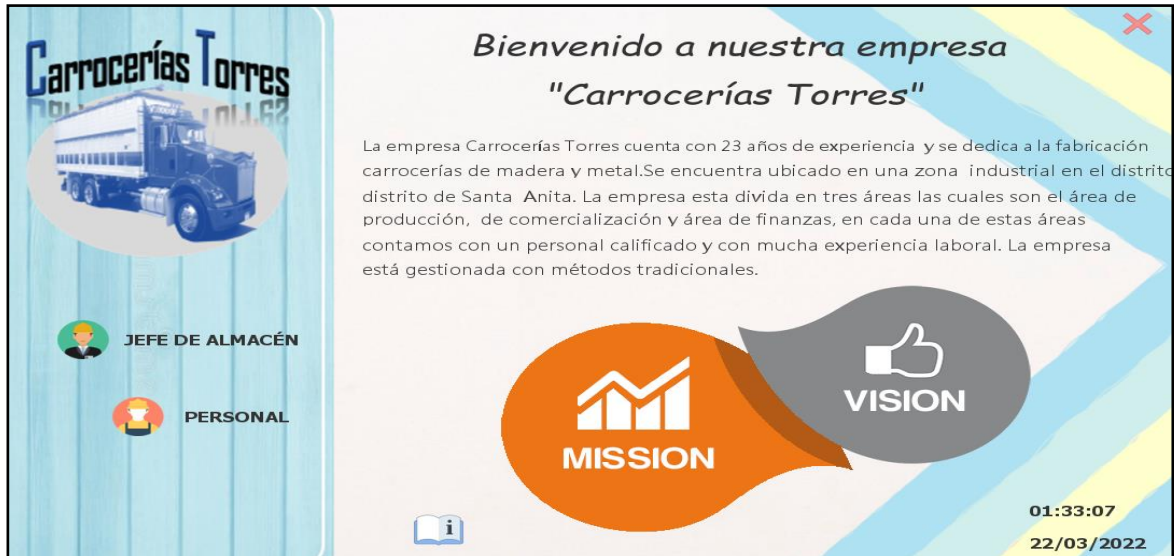 Carrocerías Torres
JEFE DE ALMACÉN
PERSONAL
Bienvenido a nuestra empresa
"Carrocerías Torres"
La empresa Carrocerías Torres cuenta con 23 años de experiencia y se dedica a la fabricación
carrocerías de madera y metal.Se encuentra ubicado en una zona industrial en el distrito
distrito de Santa Anita. La empresa esta divida en tres áreas las cuales son el área de
producción, de comercialización y área de finanzas, en cada una de estas áreas
contamos con un personal calificado y con mucha experiencia laboral. La empresa
está gestionada con métodos tradicionales.
VISION
MISSION
i
01:33:07
22/03/2022